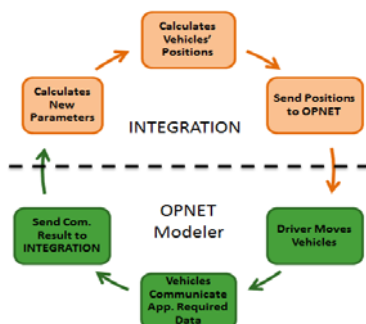 Calculates
Vehicles'
Positions
Calculates
New
Parameters
Send Positions
to OPNET
INTEGRATION
OPNET
Modeler
Send Com.
Result to
INTEGRATION
Driver Moves
Vehicles
Vehicles
Communicate
App. Required
Data